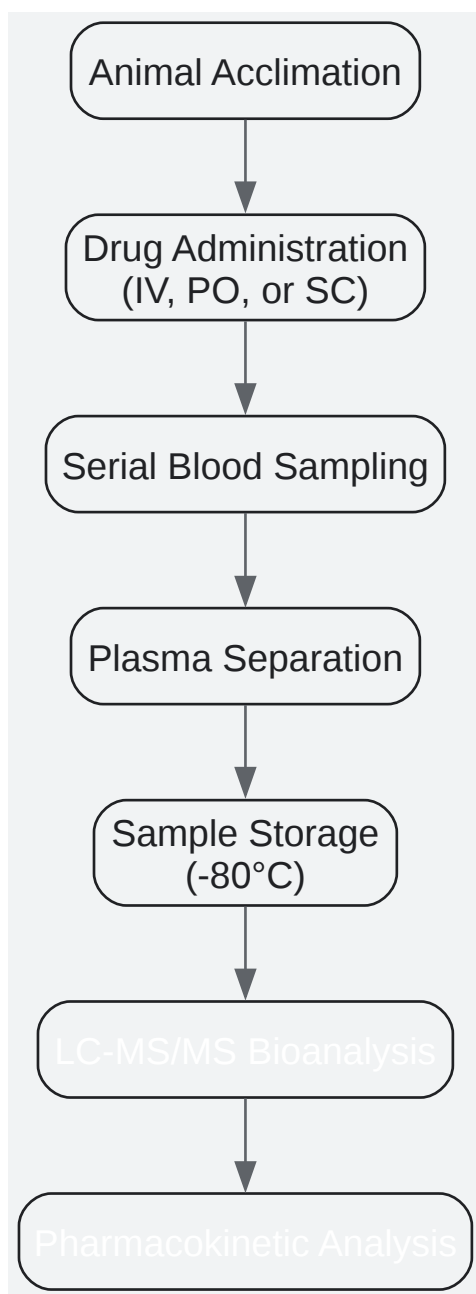 Animal Acclimation
Drug Administration
(IV, PO, or SC)
Serial Blood Sampling
Plasma Separation
Sample Storage
(-80°C)
LC-MS/MS Bioanalysis
Pharmacokinetic Analysis